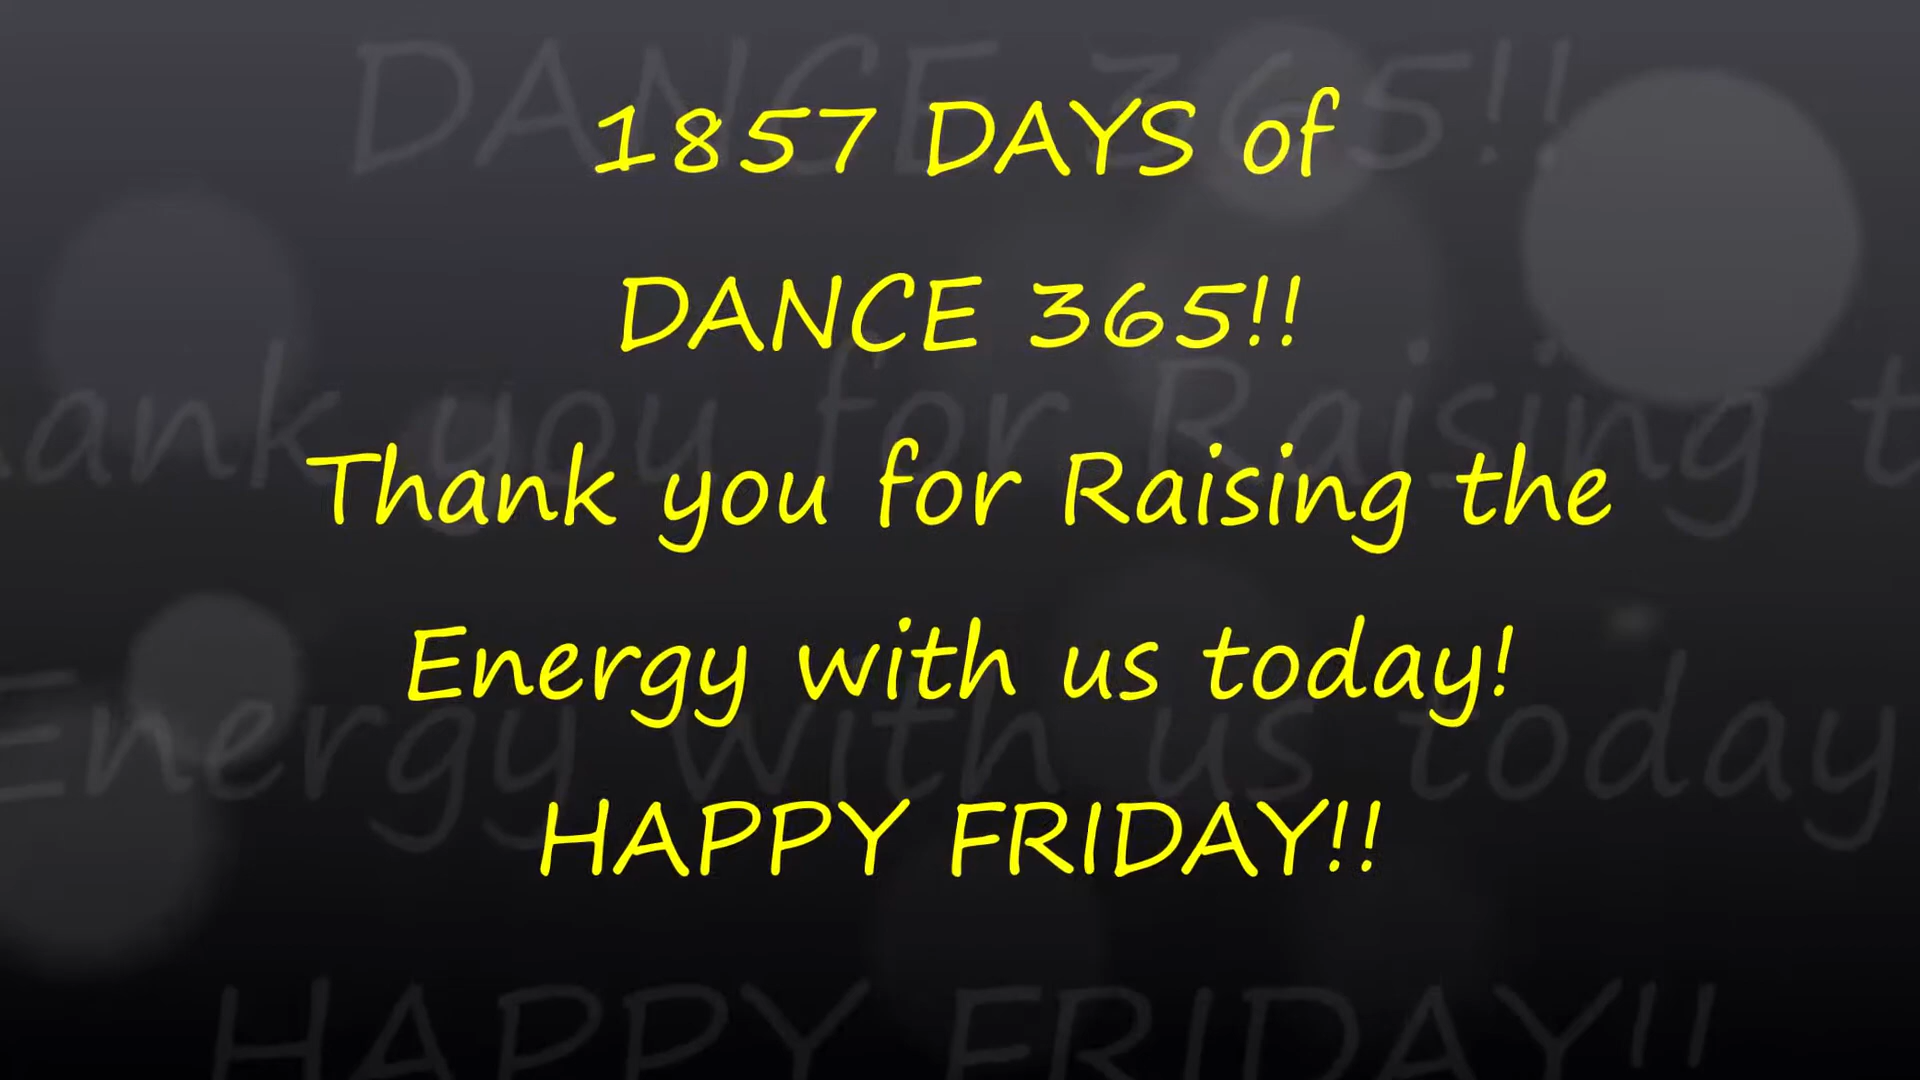 1857 DAYS of
DANCE 365!!
Thank you for Raising the
Energy with us today!
HAPPY FRIDAY!!